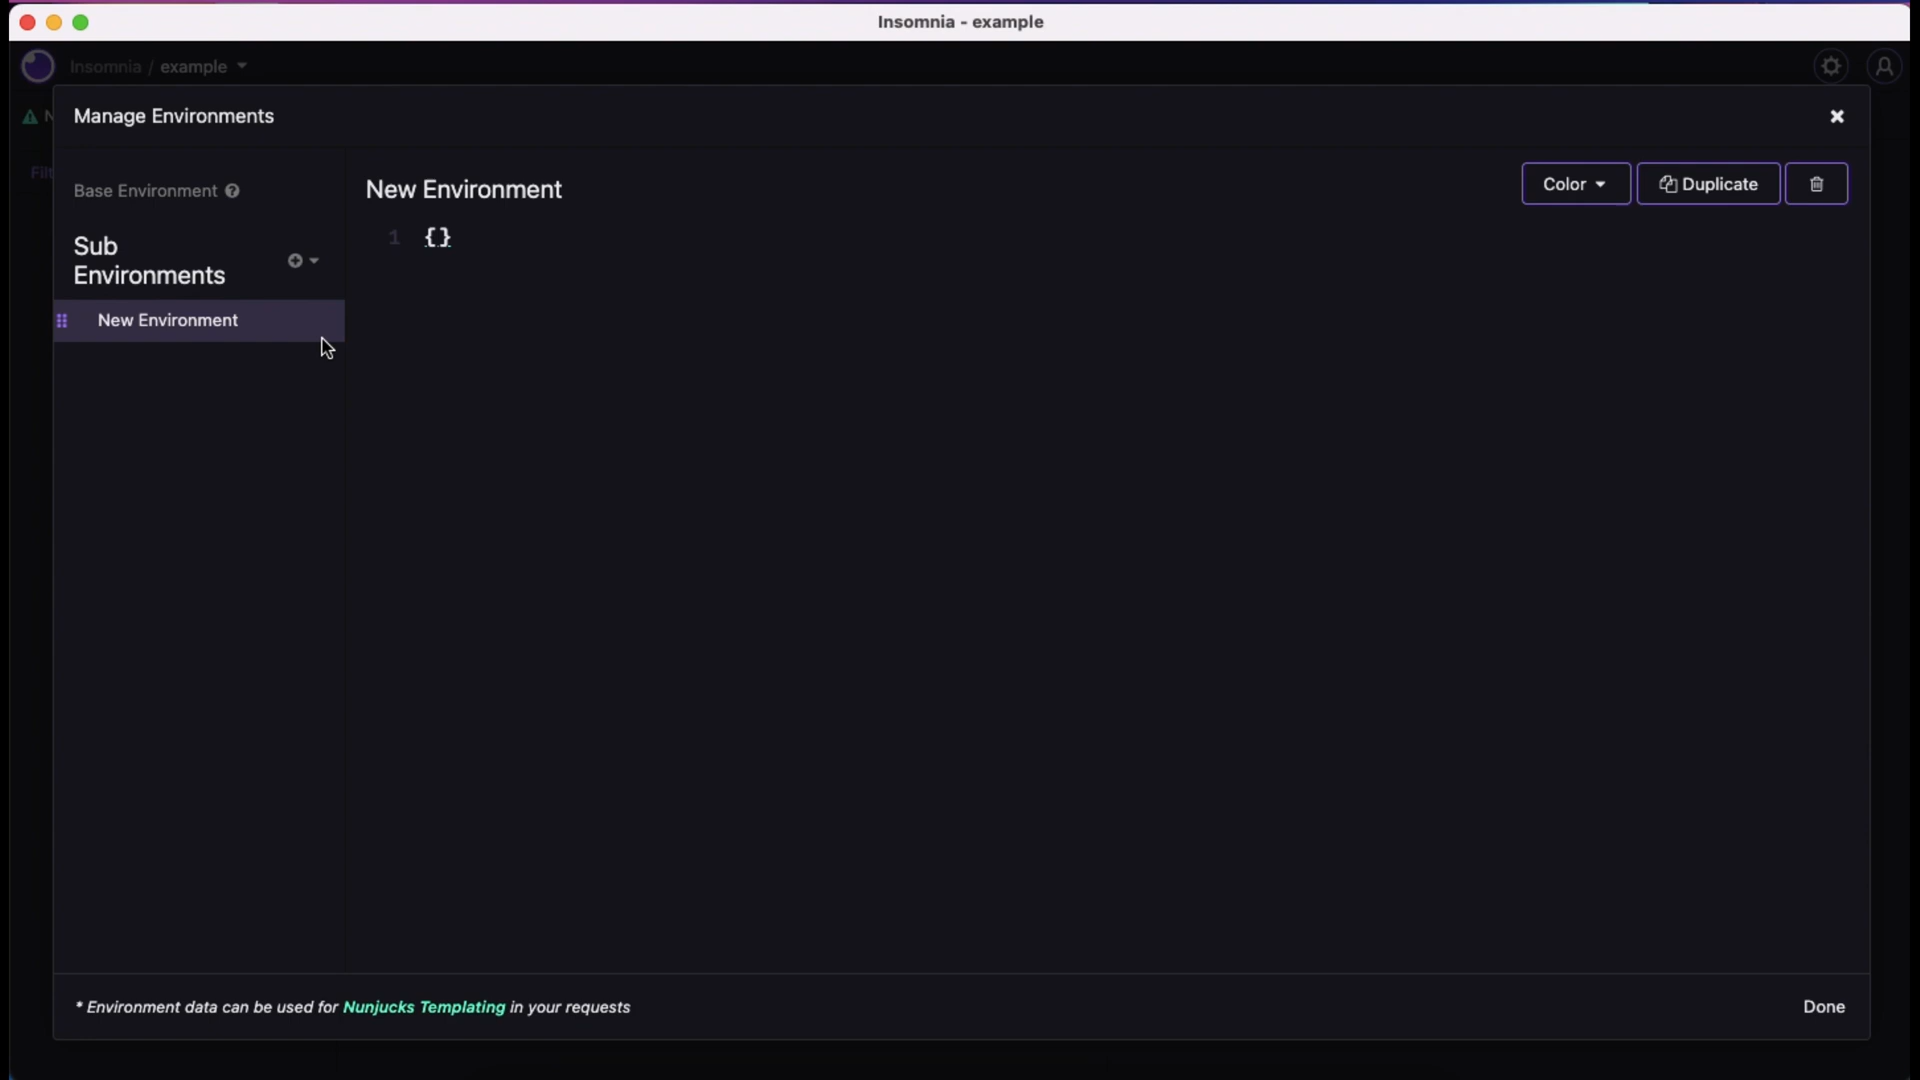 Insomnia - example
Insomnia / example
N
Manage Environments
Filt
Base Environment
New Environment
Color
Duplicate
1 {}
Sub
Environments
New Environment
* Environment data can be used for Nunjucks Templating in your requests
Done